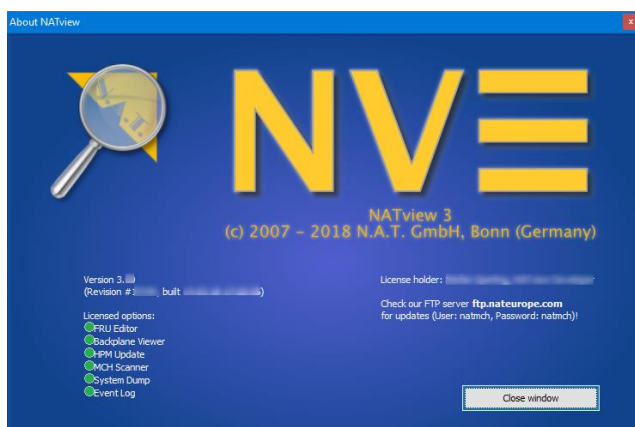 About NATview
x
NVE
NATview 3
(c) 2007 – 2018 N.A.T. GmbH, Bonn (Germany)
Version 3.
(Revision #: , built )
License holder:
Check our FTP server ftp.nateurope.com
for updates (User: natmch, Password: natmch)!
Licensed options:
FRU Editor
Backplane Viewer
HPM Update
MCH Scanner
System Dump
Event Log
Close window